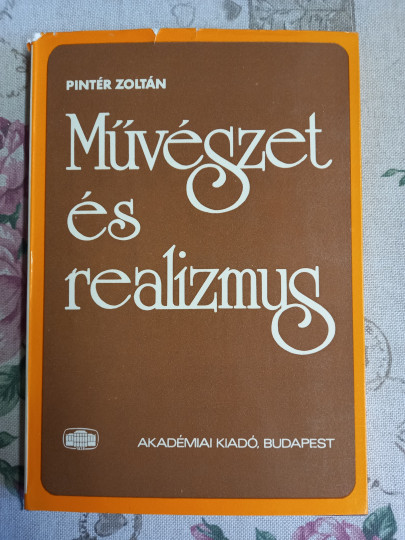 PINTÉR ZOLTÁN
Művészet
és
realizmus
AKADÉMIAI KIADÓ, BUDAPEST